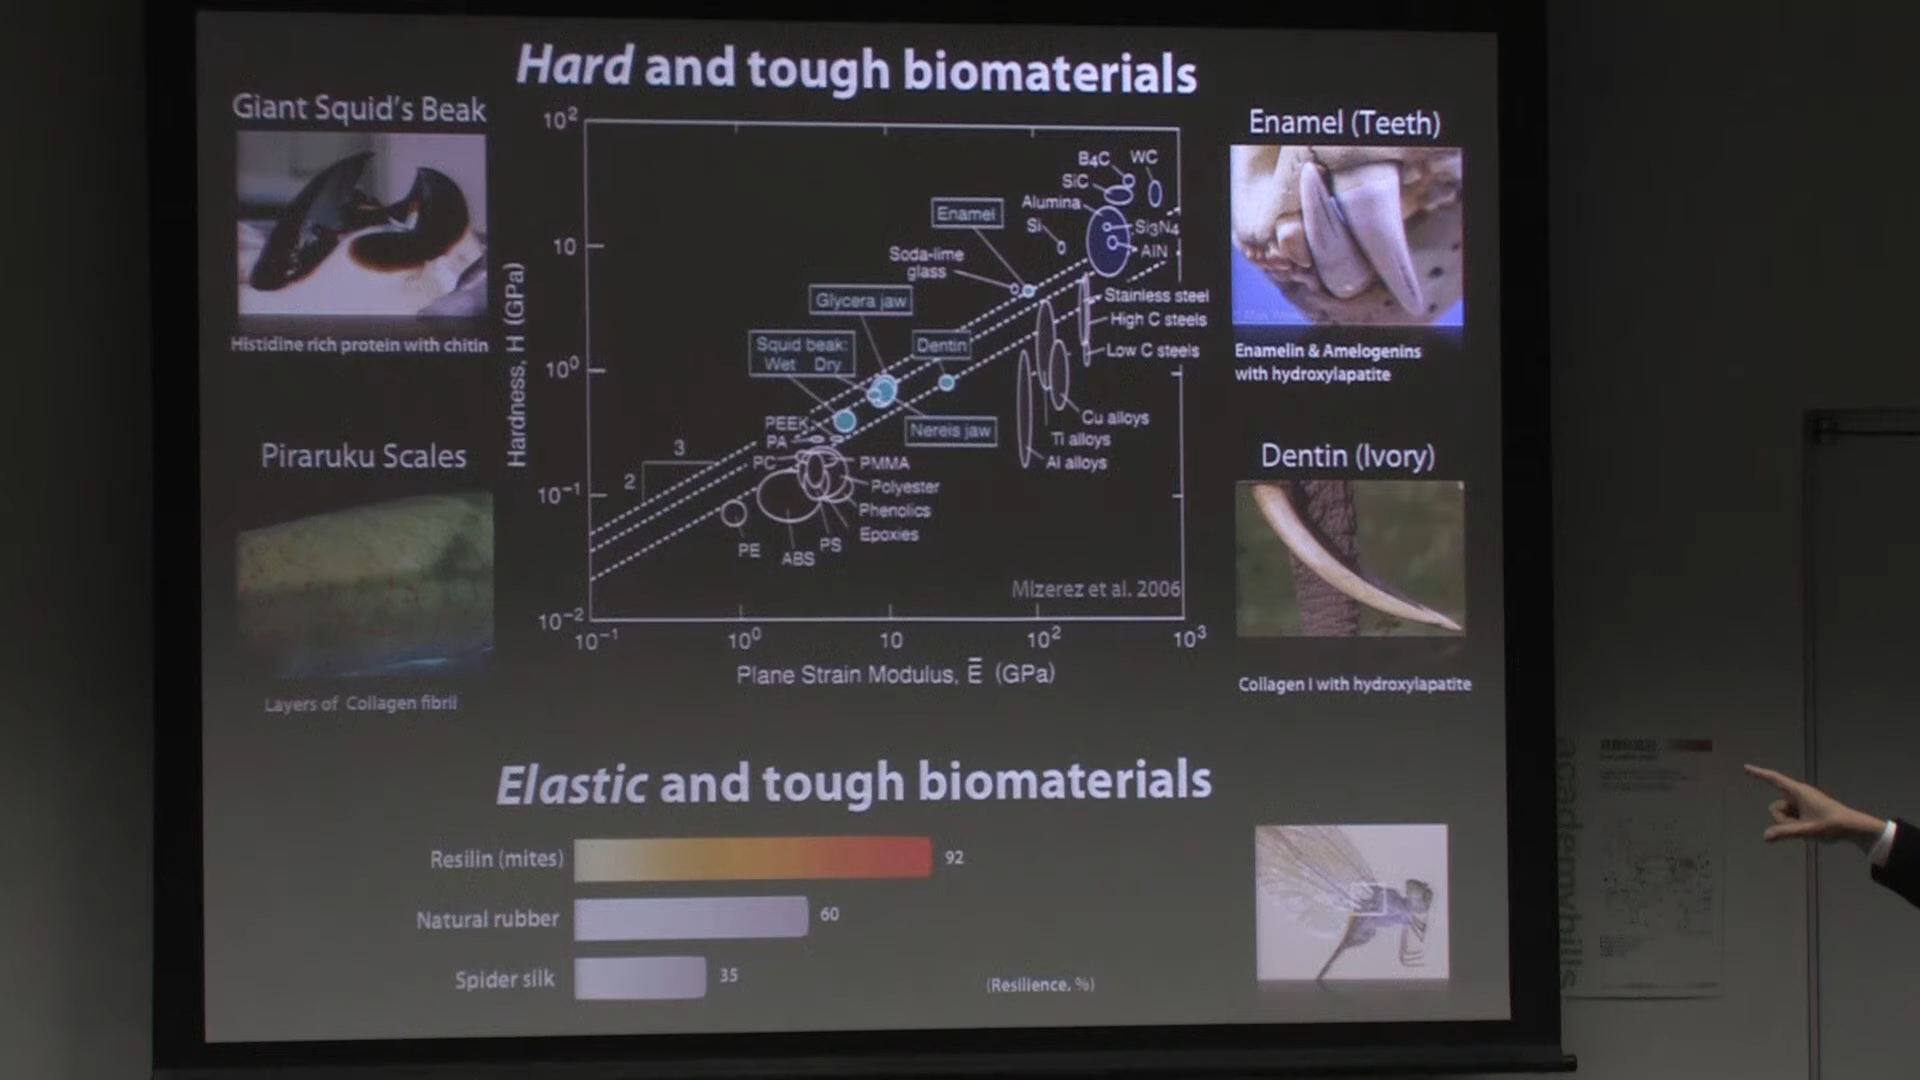 Hard and tough biomaterials
Giant Squid's Beak
Histidine rich protein with chitin
Piraruku Scales
Layers of Collagen fibril
Hardness, H (GPa)
10²
10
10⁰
10⁻¹
10⁻²
10⁻¹
10⁰
10
10²
10³
Plane Strain Modulus, E̅ (GPa)
B4C
WC
SiC
Alumina
Enamel
Si
Si3N4
AlN
Soda-lime
glass
Glycera jaw
Stainless steel
High C steels
Squid beak:
Wet Dry
Dentin
Low C steels
PEEK
Nereis jaw
Cu alloys
PA
Ti alloys
3
PC
PMMA
Al alloys
2
Polyester
Phenolics
Epoxies
PE
ABS
PS
Mizerez et al. 2006
Enamel (Teeth)
Enamelin & Amelogenins
with hydroxylapatite
Dentin (Ivory)
Collagen I with hydroxylapatite
Elastic and tough biomaterials
Resilin (mites)
92
Natural rubber
60
Spider silk
35
(Resilience, %)
academyhills